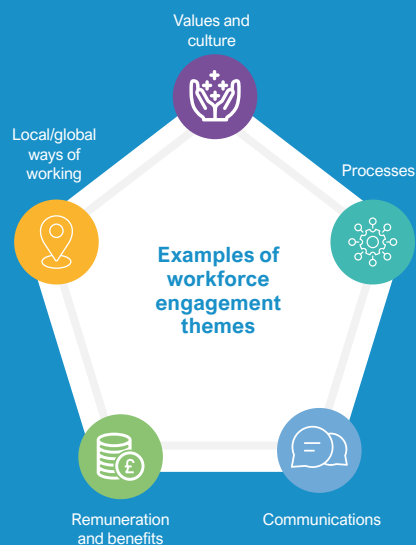 Values and
culture
Local/global
ways of
working
Processes
Examples of
workforce
engagement
themes
£
Remuneration
and benefits
Communications